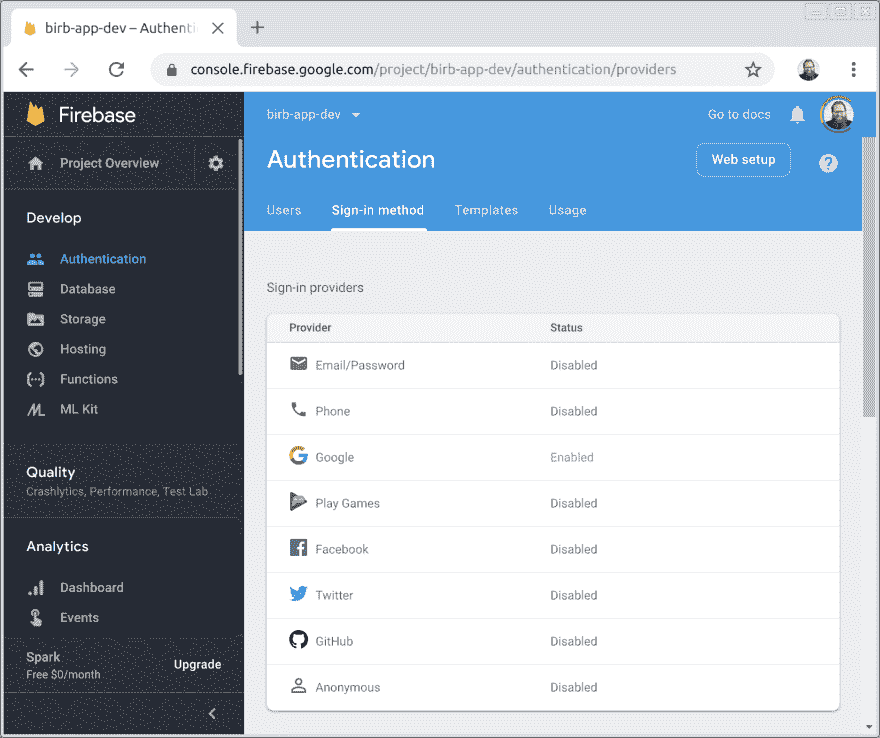 birb-app-dev – Authenti
console.firebase.google.com/project/birb-app-dev/authentication/providers
Firebase
Project Overview
Develop
Authentication
Database
Storage
Hosting
Functions
ML Kit
Quality
Crashlytics, Performance, Test Lab
Analytics
Dashboard
Events
Spark
Free $0/month
Upgrade
birb-app-dev
Go to docs
Authentication
Web setup
?
Users Sign-in method Templates Usage
Sign-in providers
Provider Status
Email/Password Disabled
Phone Disabled
Google Enabled
Play Games Disabled
Facebook Disabled
Twitter Disabled
GitHub Disabled
Anonymous Disabled